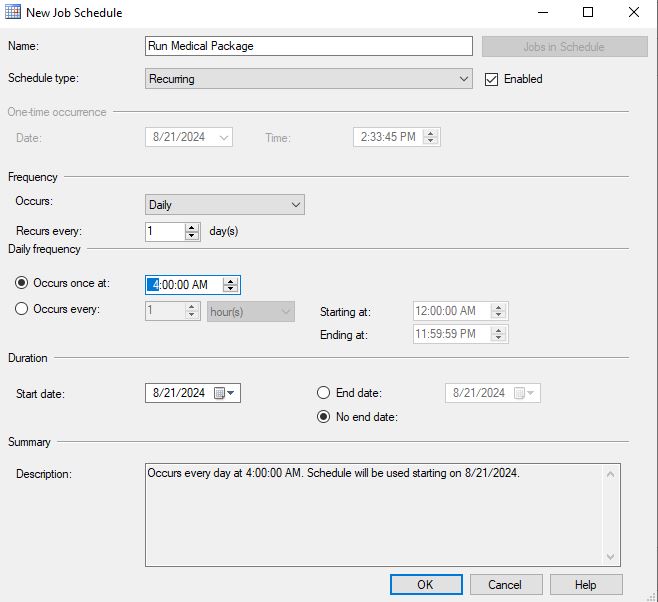 New Job Schedule
Name: Run Medical Package Jobs in Schedule
Schedule type: Recurring Enabled
One-time occurrence
Date: 8/21/2024 Time: 2:33:45 PM
Frequency
Occurs: Daily
Recurs every: 1 day(s)
Daily frequency
Occurs once at: 4:00:00 AM
Occurs every: 1 hour(s) Starting at: 12:00:00 AM
Ending at: 11:59:59 PM
Duration
Start date: 8/21/2024 End date: 8/21/2024
No end date:
Summary
Description: Occurs every day at 4:00:00 AM. Schedule will be used starting on 8/21/2024.
OK Cancel Help